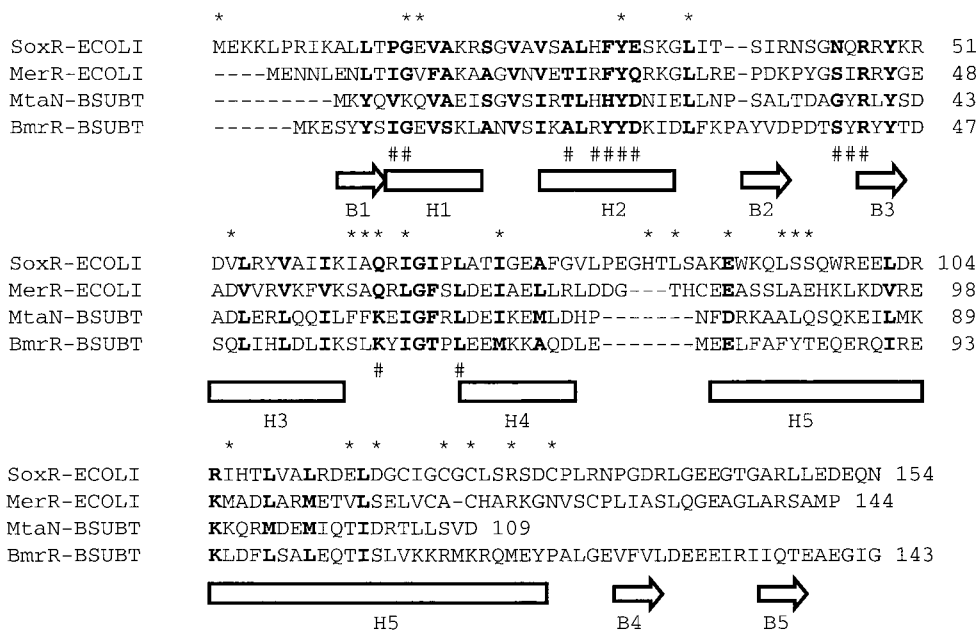 * ** * *
SoxR-ECOLI MEKKLPRIKALLTPGEVAKRSGVAVSALHFYESKGLIT--SIRNSGNQRRYKR 51
MerR-ECOLI ----MENNLENLTIGVFAKAAGVNVETIRFYQRKGLLRE-PDKPYGSIRRYGE 48
MtaN-BSUBT --------MKYQVKQVAEISGVSIRTLHHYDNIELLNP-SALTDAGYRLYSD 43
BmrR-BSUBT ------MKESYYSIGEVSKLANVSIKALRYYDKIDLFKPAYVDPDTSYRYYTD 47
## # #### ###
B1 H1 H2 B2 B3
* *** * * * * * ***
SoxR-ECOLI DVLRYVAIIKIAQRIGIPLATIGEAFGVLPEGHTLSAKEWKQLSSQWREELDR 104
MerR-ECOLI ADVVRVKFVKSAQRLGFSLDEIAELLRLDDG---THCEEASSLAEHKLKDVRE 98
MtaN-BSUBT ADLERLQQILFFKEIGFRLDEIKEMLDHP-------NFDRKAALQSQKEILMK 89
BmrR-BSUBT SQLIHLDLIKSLKYIGTPLEEMKKAQDLE-------MEELFAFYTEQERQIRE 93
# #
H3 H4 H5
* * * * * * *
SoxR-ECOLI RIHTLVALRDELDGCIGCGCLSRSDCPLRNPGDRLGEEGTGARLLEDEQN 154
MerR-ECOLI KMADLARMETVLSELVCA-CHARKGNVSCPLIASLQGEAGLARSAMP 144
MtaN-BSUBT KKQRMDEMIQTIDRTLLSVD 109
BmrR-BSUBT KLDFLSALEQTISLVKKRMKRQMEYPALGEVFVLDEEEIRIIQTEAEGIG 143
H5 B4 B5